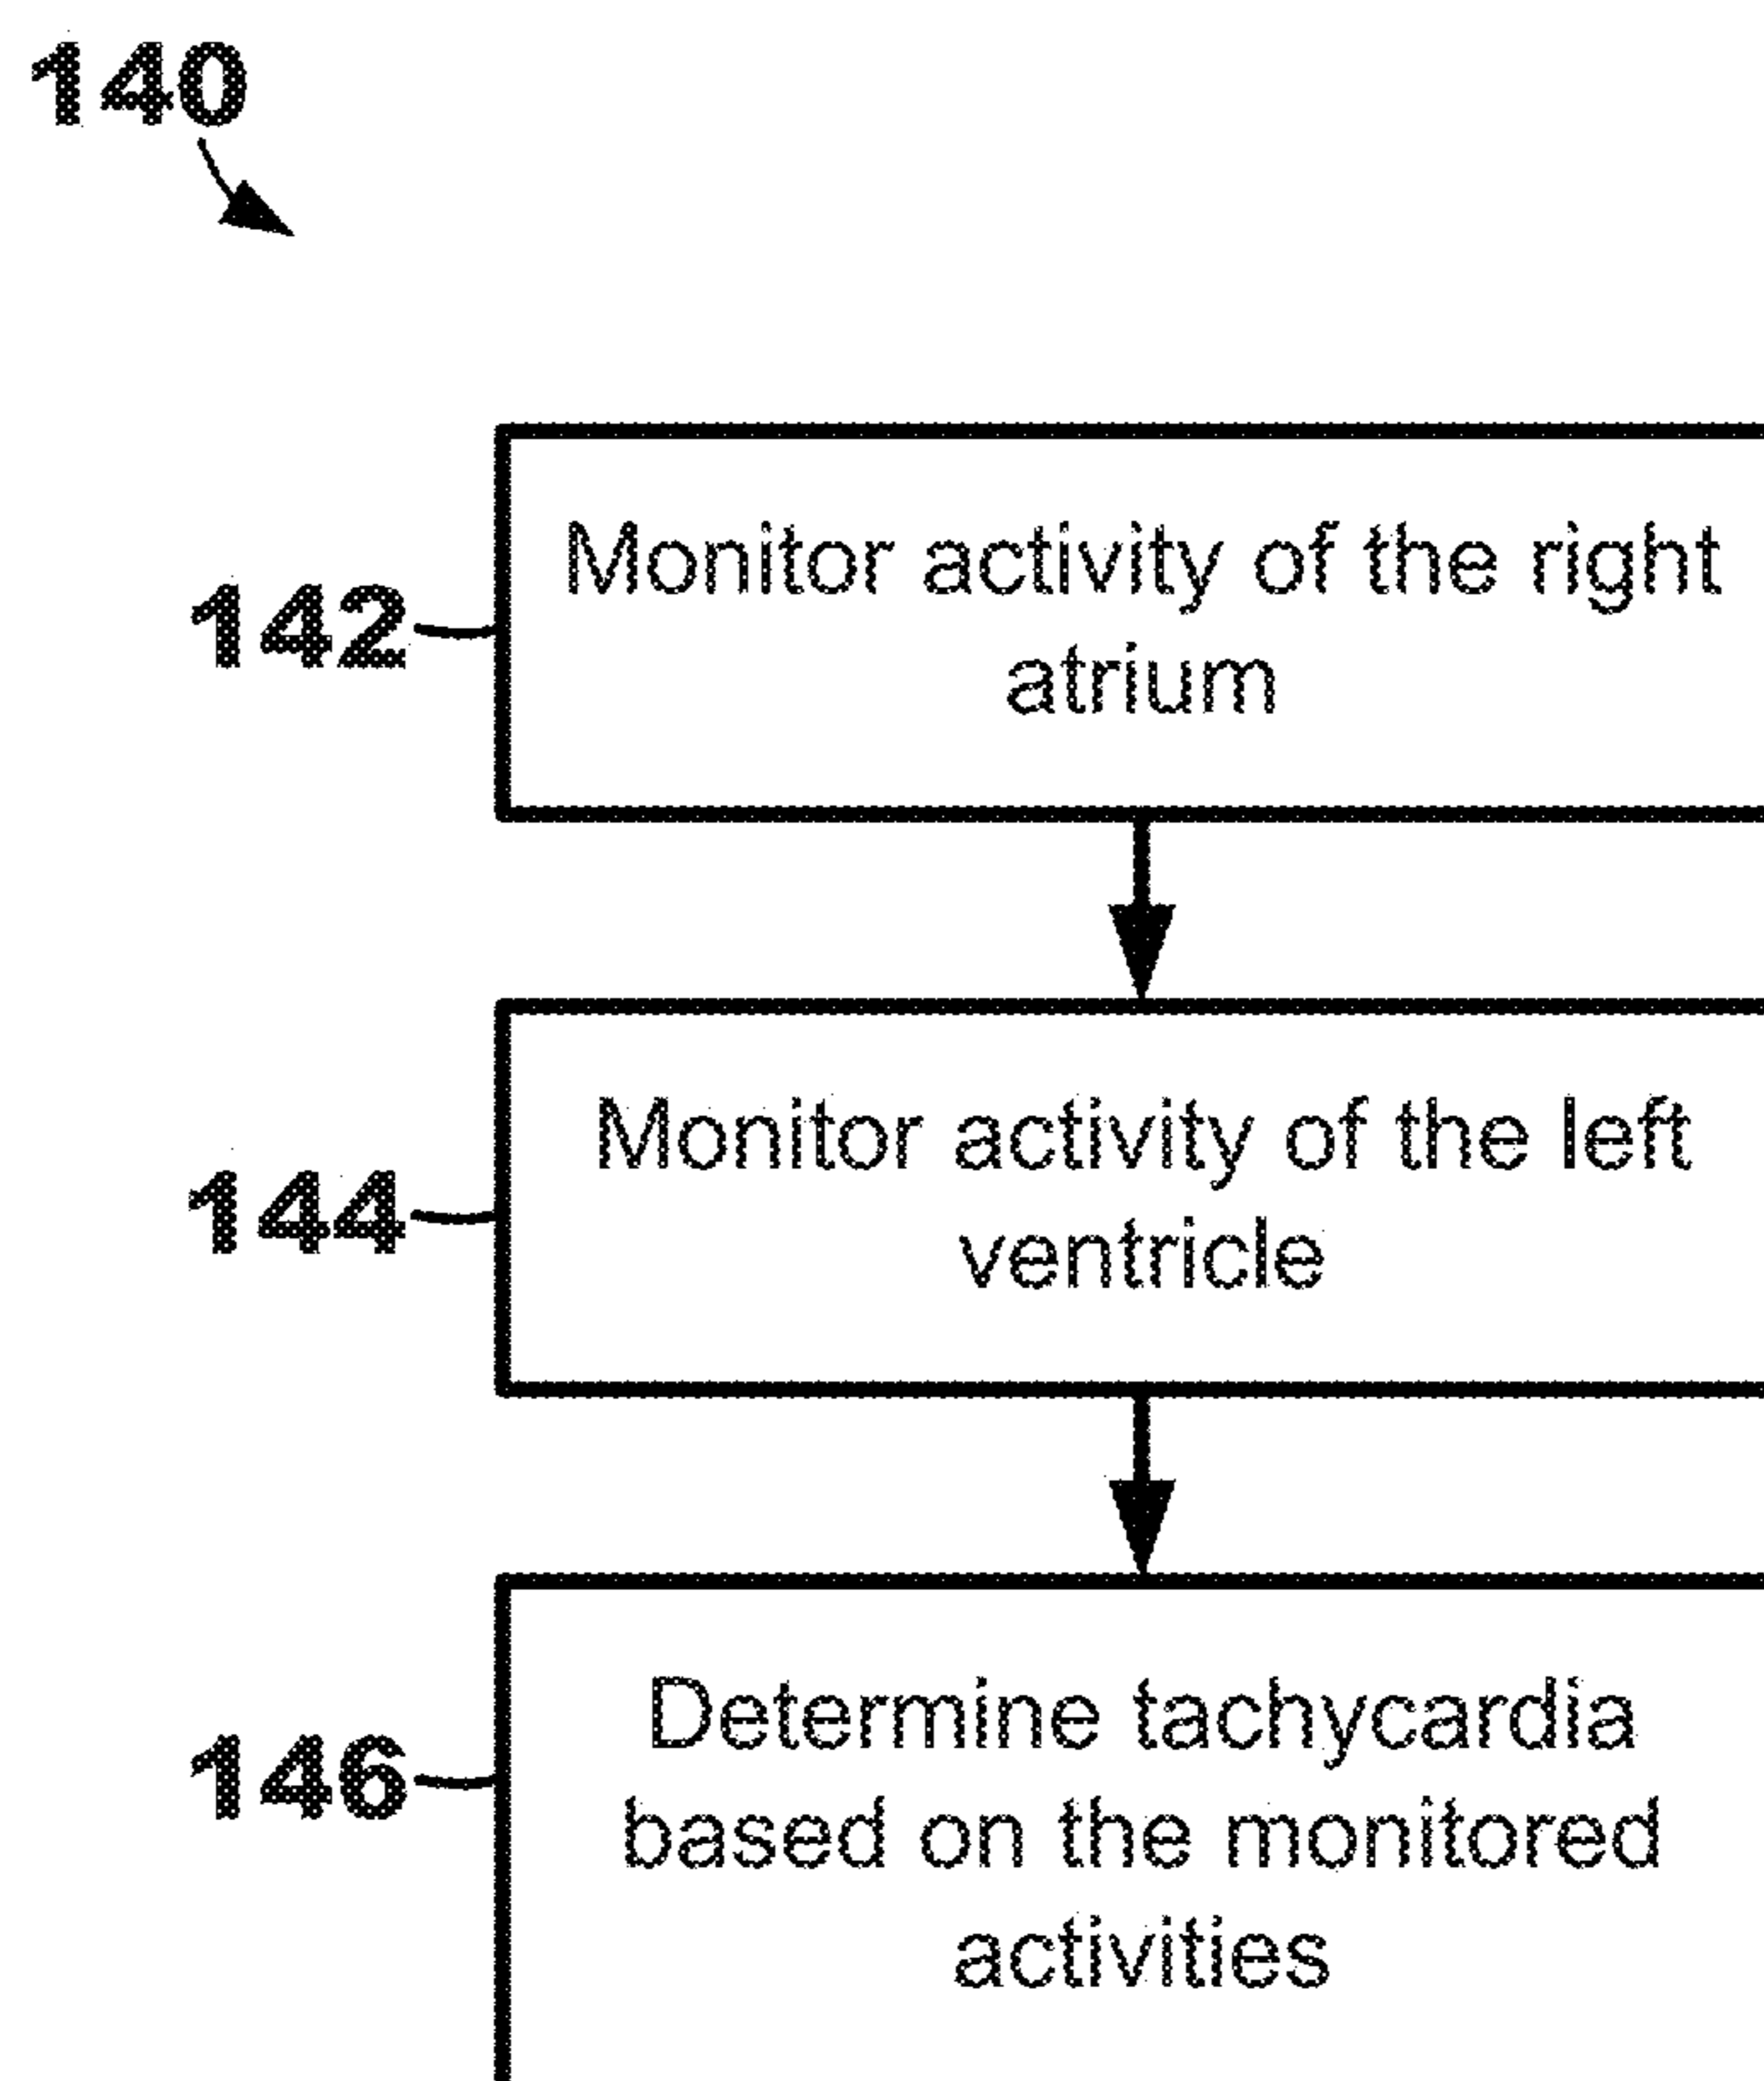 140
142
Monitor activity of the right
atrium
144
Monitor activity of the left
ventricle
146
Determine tachycardia
based on the monitored
activities